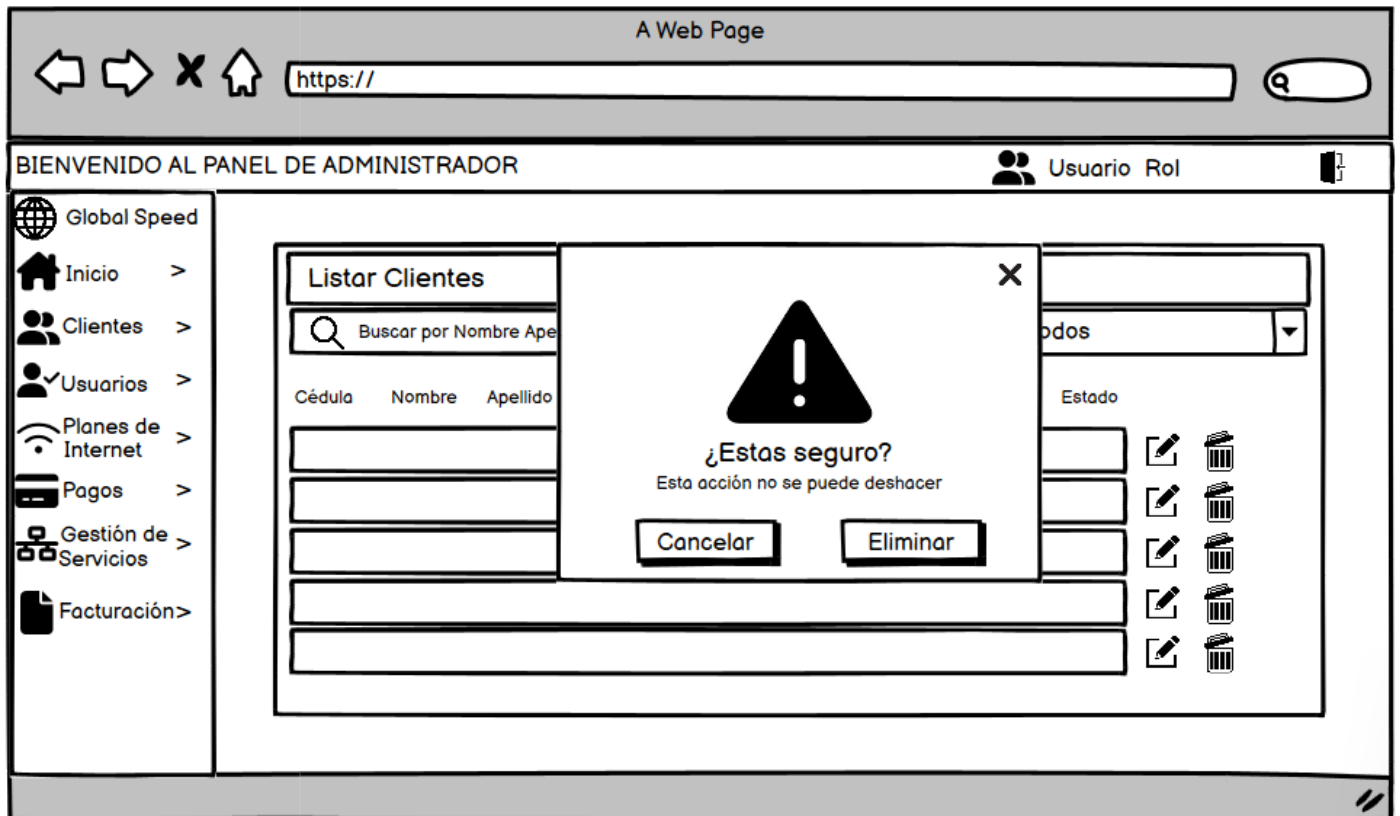 A Web Page
https://
BIENVENIDO AL PANEL DE ADMINISTRADOR
Usuario Rol
Global Speed
Inicio >
Clientes >
Usuarios >
Planes de
Internet >
Pagos >
Gestión de
Servicios >
Facturación>
Listar Clientes
Buscar por Nombre Ape
odos
Cédula Nombre Apellido
Estado
¿Estas seguro?
Esta acción no se puede deshacer
Cancelar Eliminar